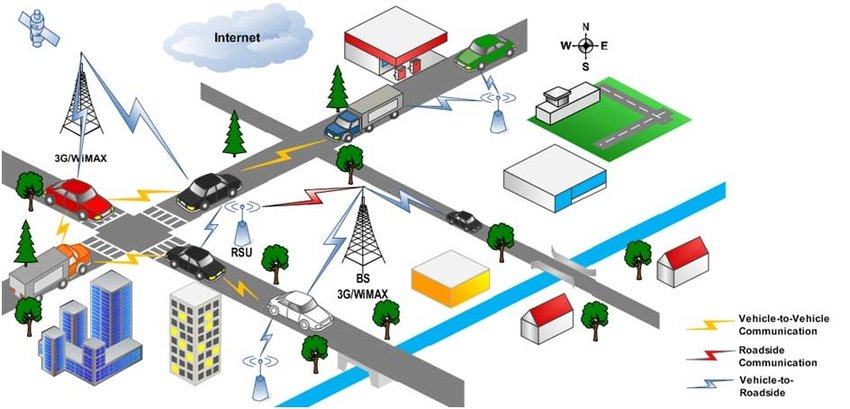 Internet
N
W E
S
3G/WiMAX
RSU
BS
3G/WiMAX
Vehicle-to-Vehicle
Communication
Roadside
Communication
Vehicle-to-
Roadside